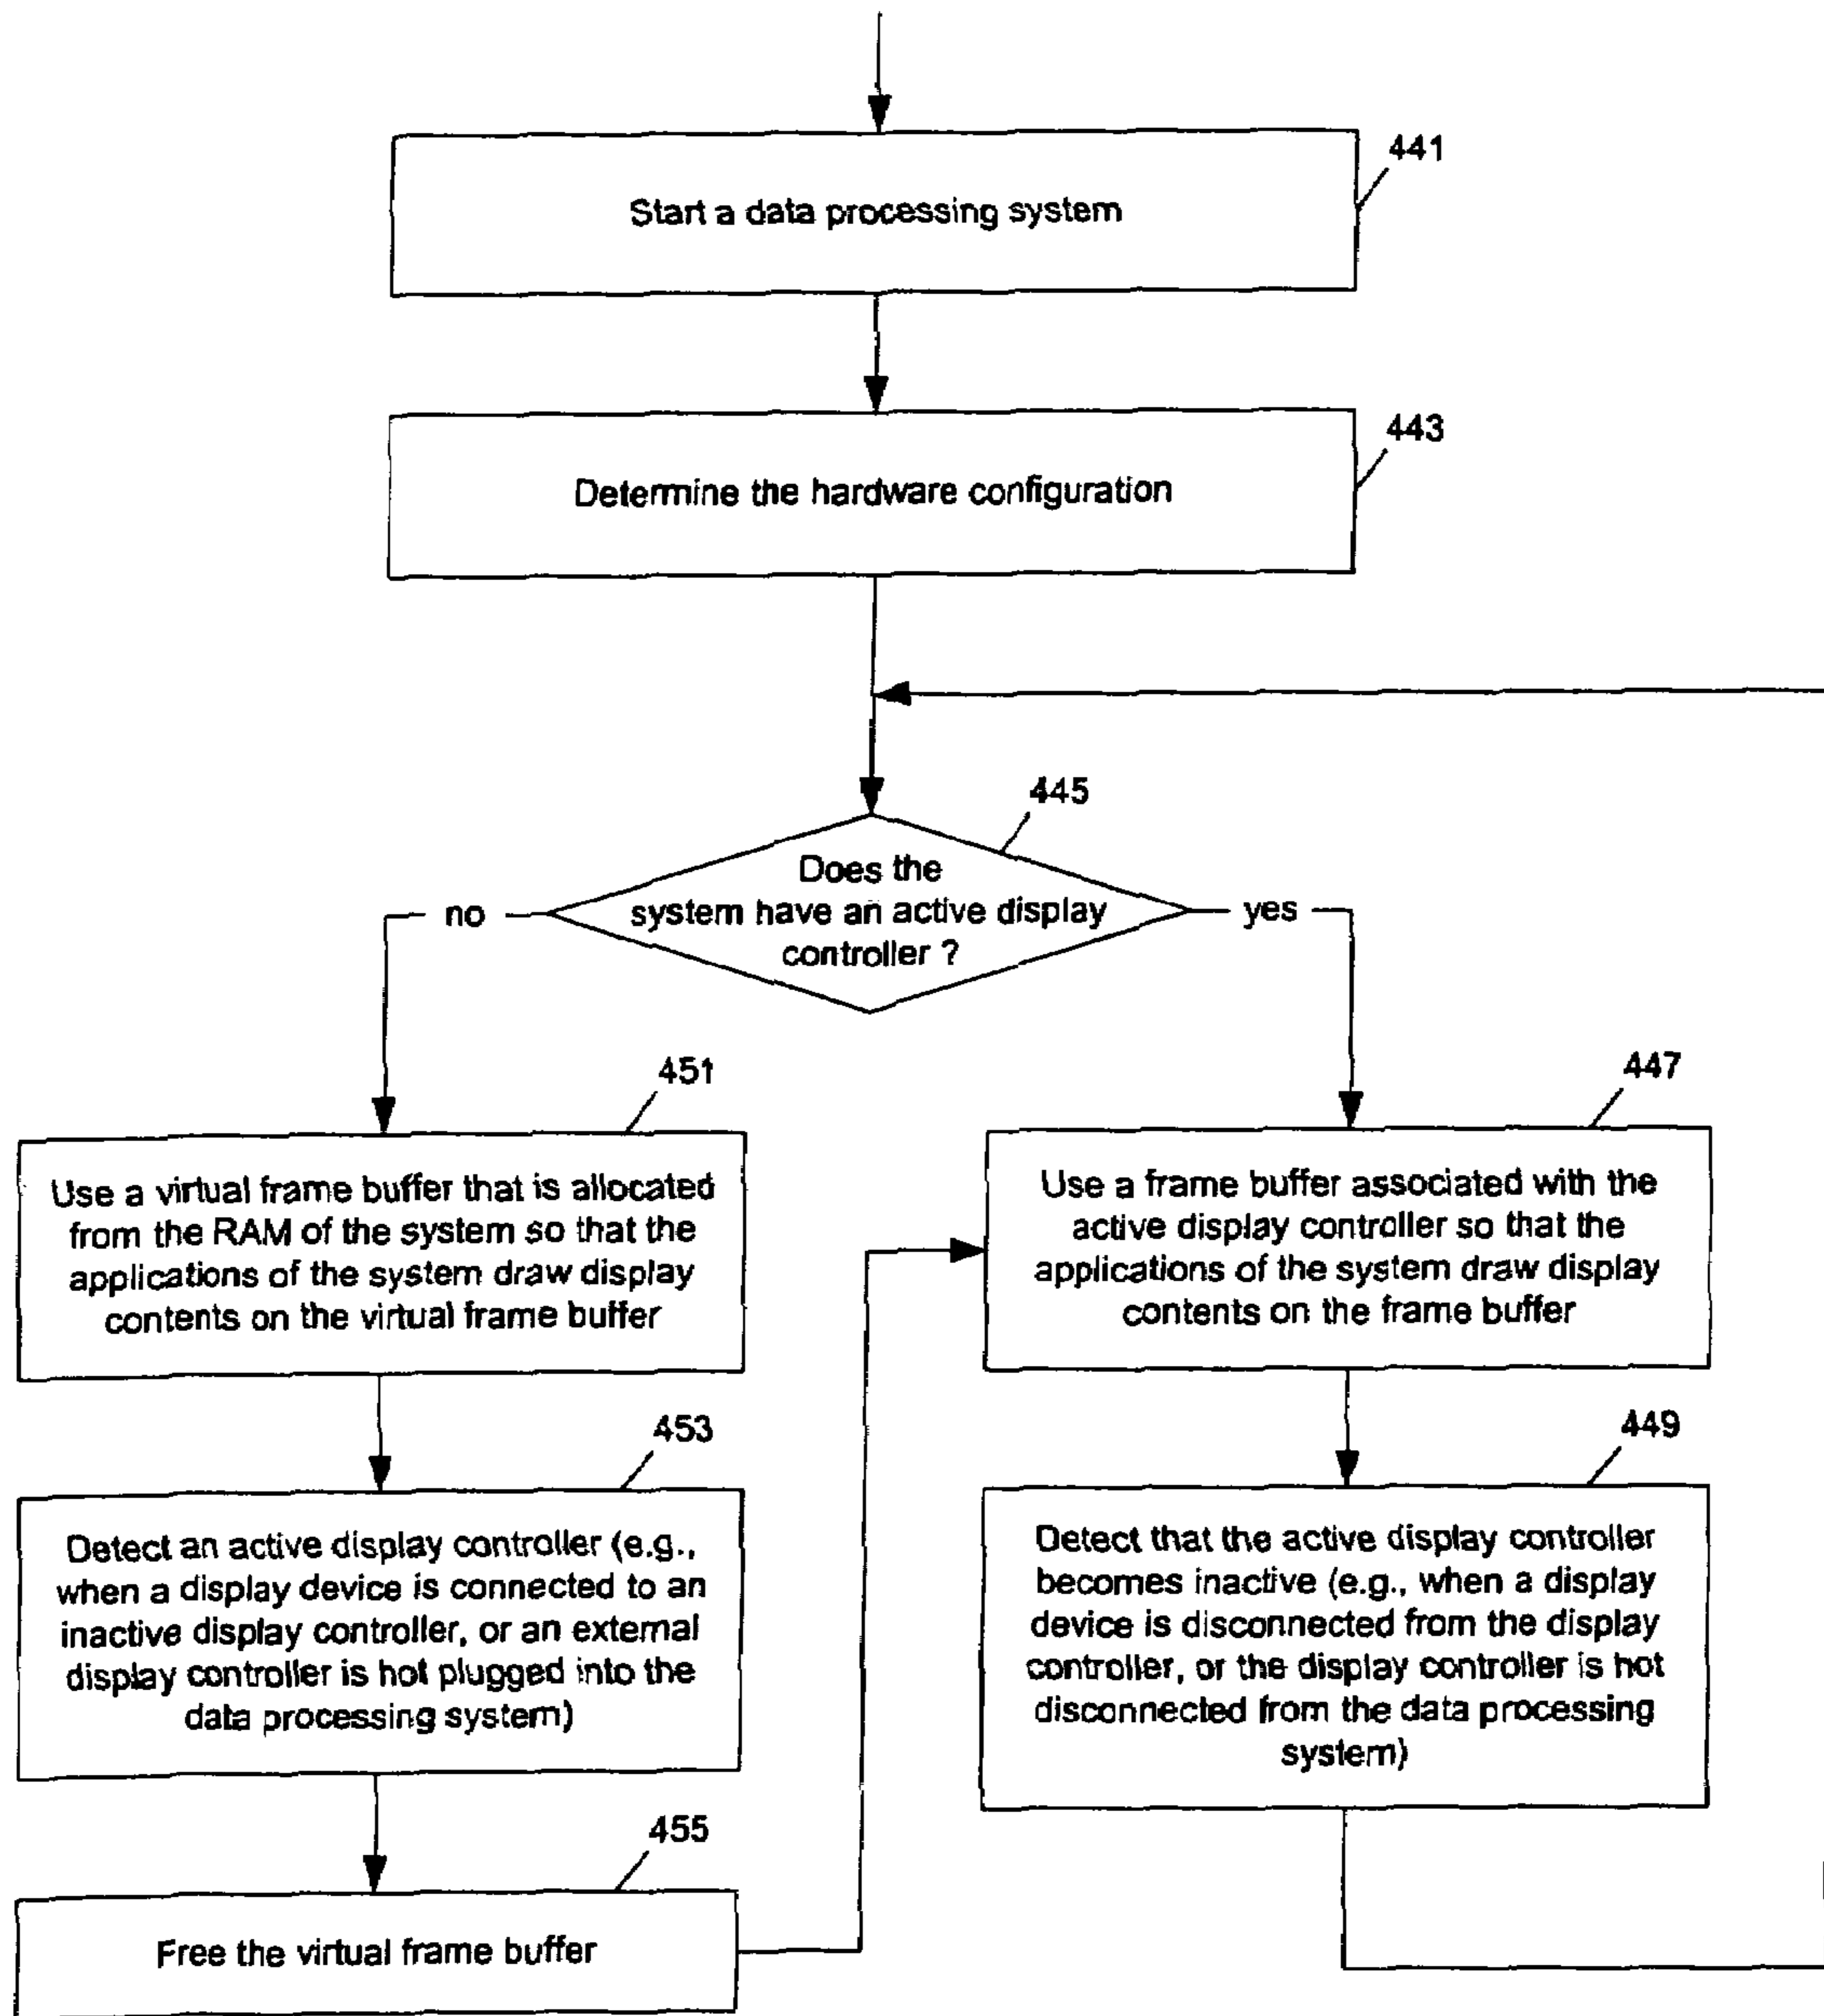 441
Start a data processing system
443
Determine the hardware configuration
445
Does the
system have an active display
controller ?
no
yes
451
Use a virtual frame buffer that is allocated
from the RAM of the system so that the
applications of the system draw display
contents on the virtual frame buffer
447
Use a frame buffer associated with the
active display controller so that the
applications of the system draw display
contents on the frame buffer
453
Detect an active display controller (e.g.,
when a display device is connected to an
inactive display controller, or an external
display controller is hot plugged into the
data processing system)
449
Detect that the active display controller
becomes inactive (e.g., when a display
device is disconnected from the display
controller, or the display controller is hot
disconnected from the data processing
system)
455
Free the virtual frame buffer